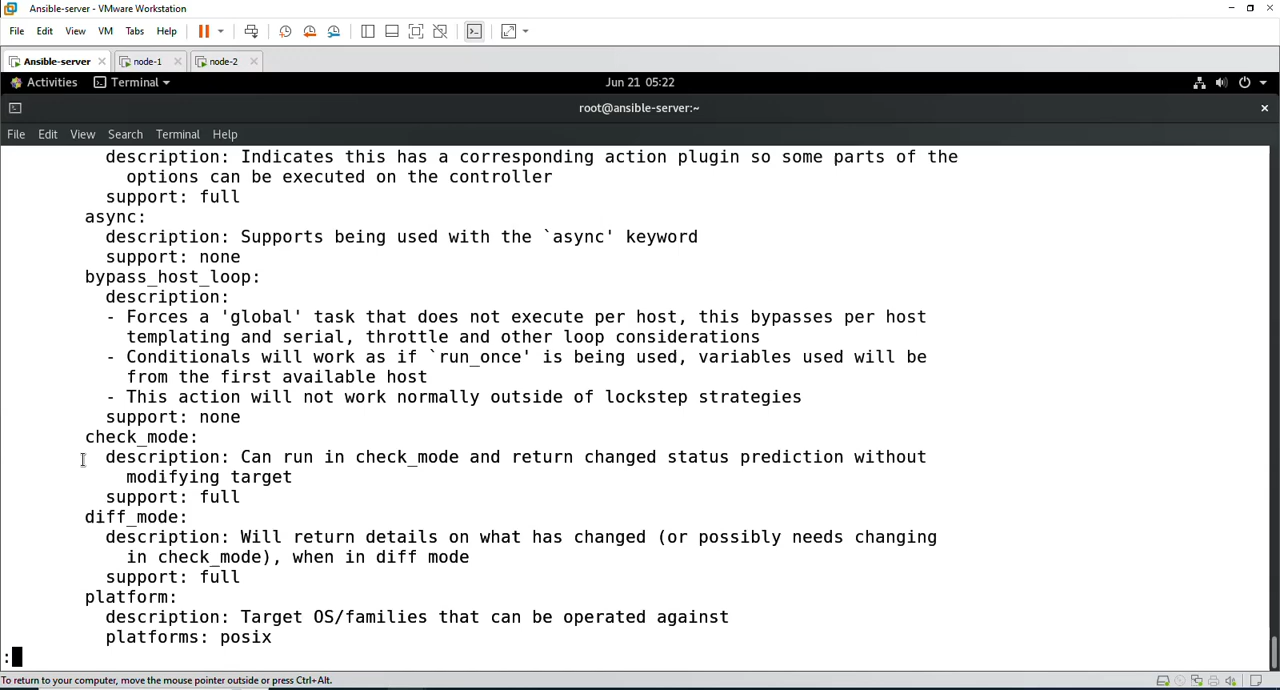 Ansible-server - VMware Workstation
File Edit View VM Tabs Help
Ansible-server node-1 node-2
Activities Terminal Jun 21 05:22
root@ansible-server:~
File Edit View Search Terminal Help
description: Indicates this has a corresponding action plugin so some parts of the
options can be executed on the controller
support: full
async:
description: Supports being used with the `async' keyword
support: none
bypass_host_loop:
description:
- Forces a 'global' task that does not execute per host, this bypasses per host
templating and serial, throttle and other loop considerations
- Conditionals will work as if `run_once' is being used, variables used will be
from the first available host
- This action will not work normally outside of lockstep strategies
support: none
check_mode:
description: Can run in check_mode and return changed status prediction without
modifying target
support: full
diff_mode:
description: Will return details on what has changed (or possibly needs changing
in check_mode), when in diff mode
support: full
platform:
description: Target OS/families that can be operated against
platforms: posix
:
To return to your computer, move the mouse pointer outside or press Ctrl+Alt.